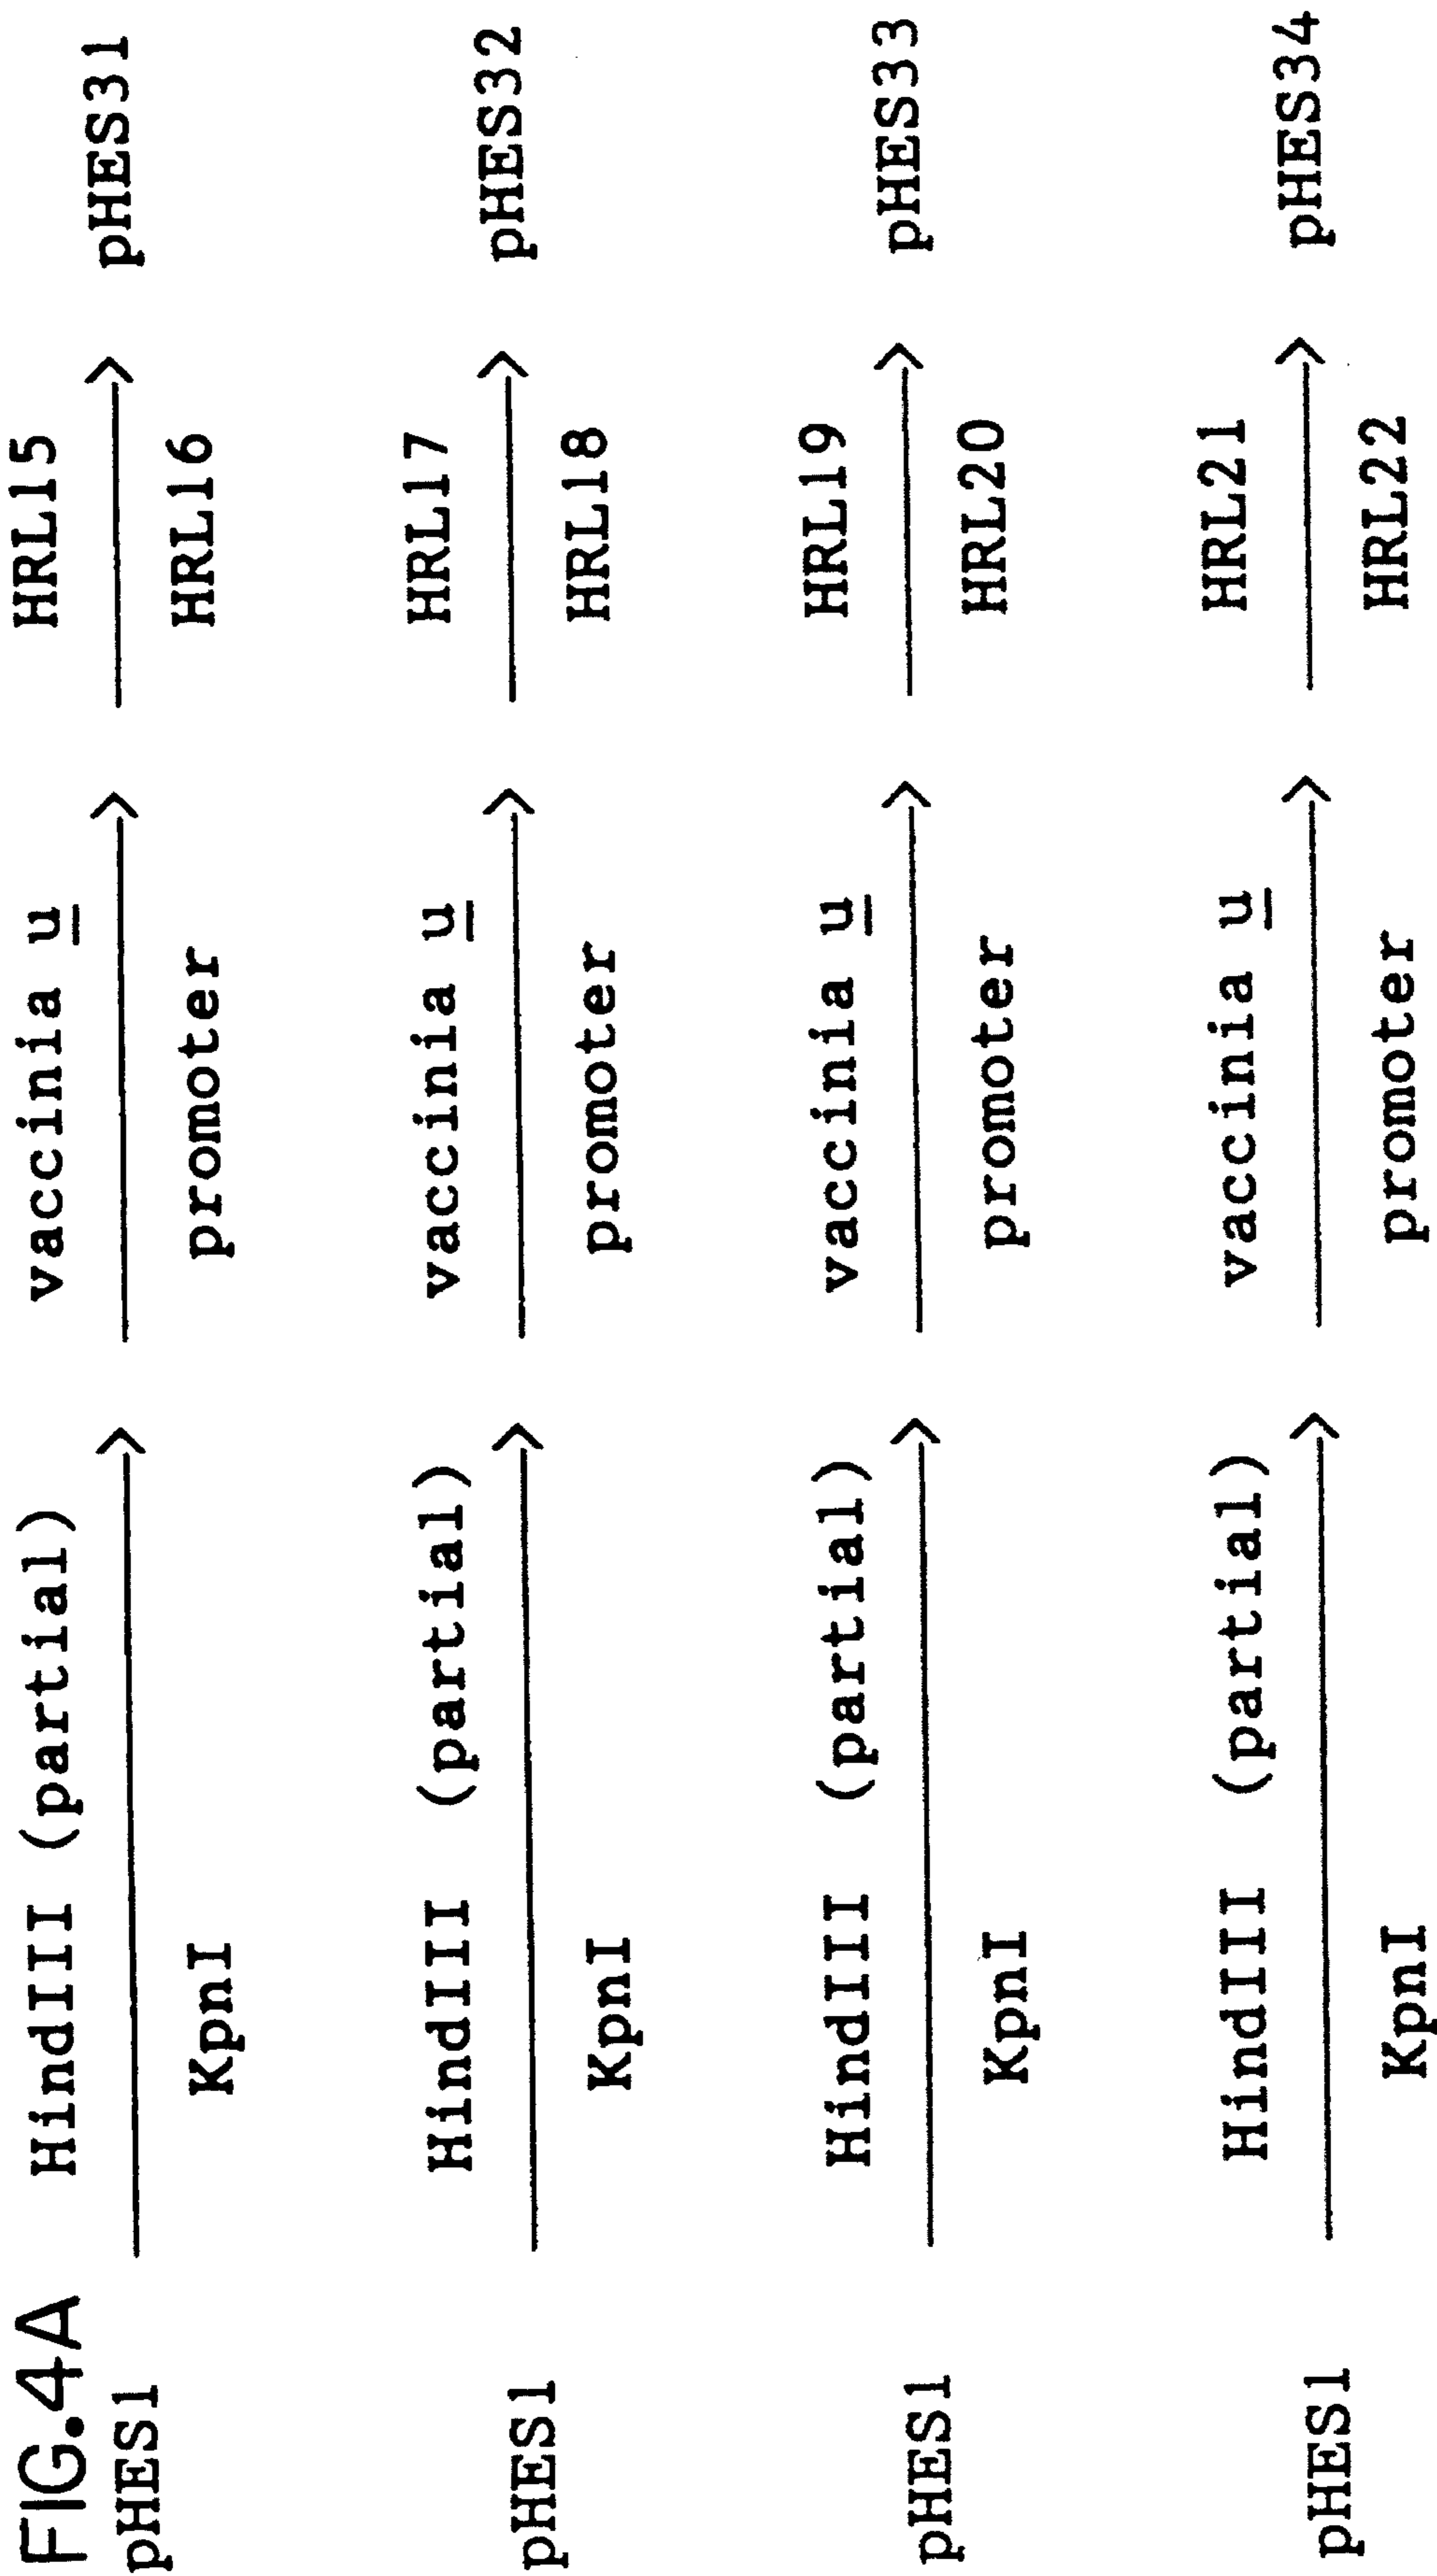 FIG.4A
HindIII (partial) vaccinia u HRL15
pHES1 pHES31
KpnI promoter HRL16
HindIII (partial) vaccinia u HRL17
pHES1 pHES32
KpnI promoter HRL18
HindIII (partial) vaccinia u HRL19
pHES1 pHES33
KpnI promoter HRL20
HindIII (partial) vaccinia u HRL21
pHES1 pHES34
KpnI promoter HRL22